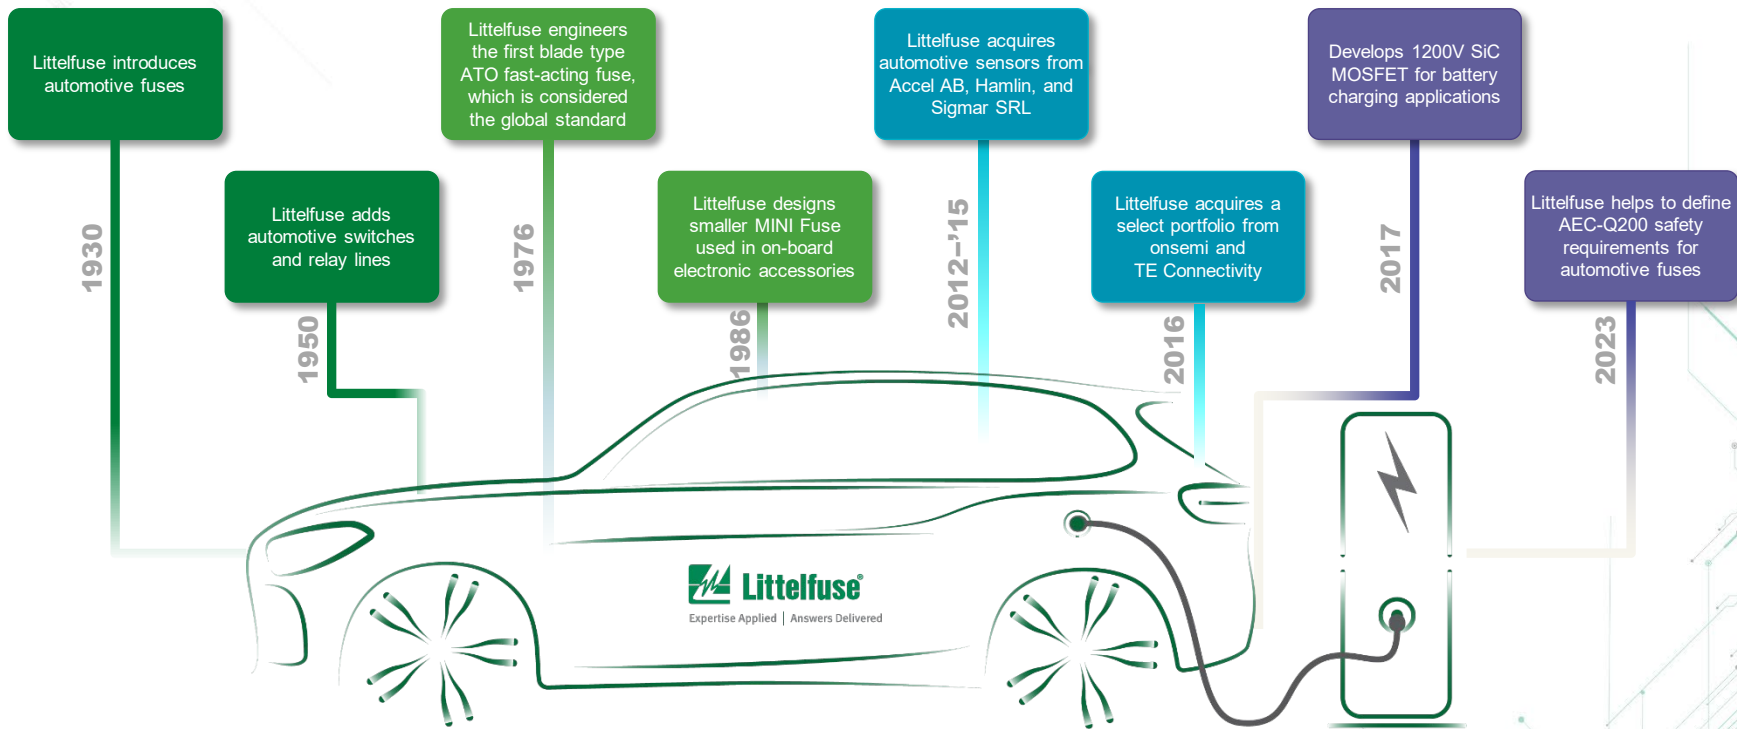 Littelfuse introduces
automotive fuses
1930
Littelfuse adds
automotive switches
and relay lines
1950
Littelfuse engineers
the first blade type
ATO fast-acting fuse,
which is considered
the global standard
1976
Littelfuse designs
smaller MINI Fuse
used in on-board
electronic accessories
1986
Littelfuse acquires
automotive sensors from
Accel AB, Hamlin, and
Sigmar SRL
2012–'15
Littelfuse acquires a
select portfolio from
onsemi and
TE Connectivity
2016
Develops 1200V SiC
MOSFET for battery
charging applications
2017
Littelfuse helps to define
AEC-Q200 safety
requirements for
automotive fuses
2023
Littelfuse®
Expertise Applied | Answers Delivered